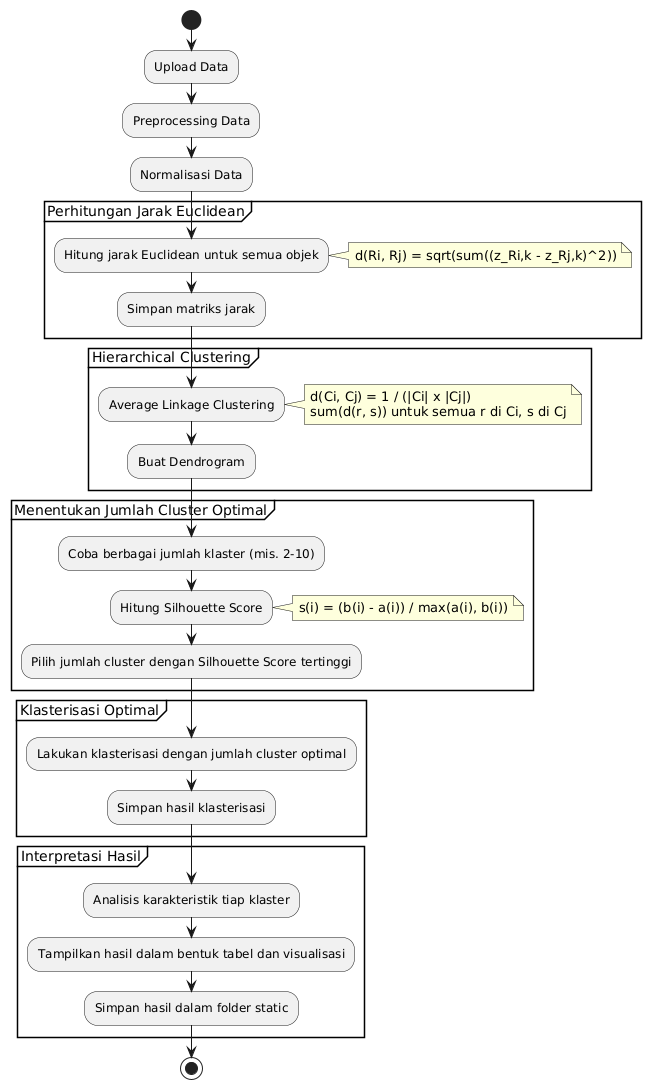 Upload Data
Preprocessing Data
Normalisasi Data
Perhitungan Jarak Euclidean
Hitung jarak Euclidean untuk semua objek
d(Ri, Rj) = sqrt(sum((z_Ri,k - z_Rj,k)^2))
Simpan matriks jarak
Hierarchical Clustering
Average Linkage Clustering
d(Ci, Cj) = 1 / (|Ci| x |Cj|)
sum(d(r, s)) untuk semua r di Ci, s di Cj
Buat Dendrogram
Menentukan Jumlah Cluster Optimal
Coba berbagai jumlah klaster (mis. 2-10)
Hitung Silhouette Score
s(i) = (b(i) - a(i)) / max(a(i), b(i))
Pilih jumlah cluster dengan Silhouette Score tertinggi
Klasterisasi Optimal
Lakukan klasterisasi dengan jumlah cluster optimal
Simpan hasil klasterisasi
Interpretasi Hasil
Analisis karakteristik tiap klaster
Tampilkan hasil dalam bentuk tabel dan visualisasi
Simpan hasil dalam folder static